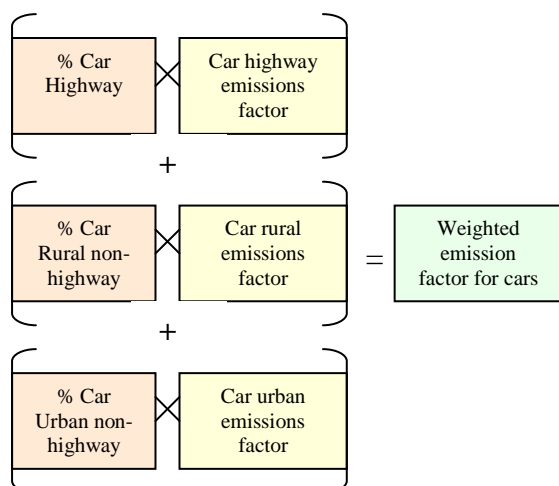 % Car
Highway
Car highway
emissions
factor
+
% Car
Rural non-
highway
Car rural
emissions
factor
=
Weighted
emission
factor for cars
+
% Car
Urban non-
highway
Car urban
emissions
factor